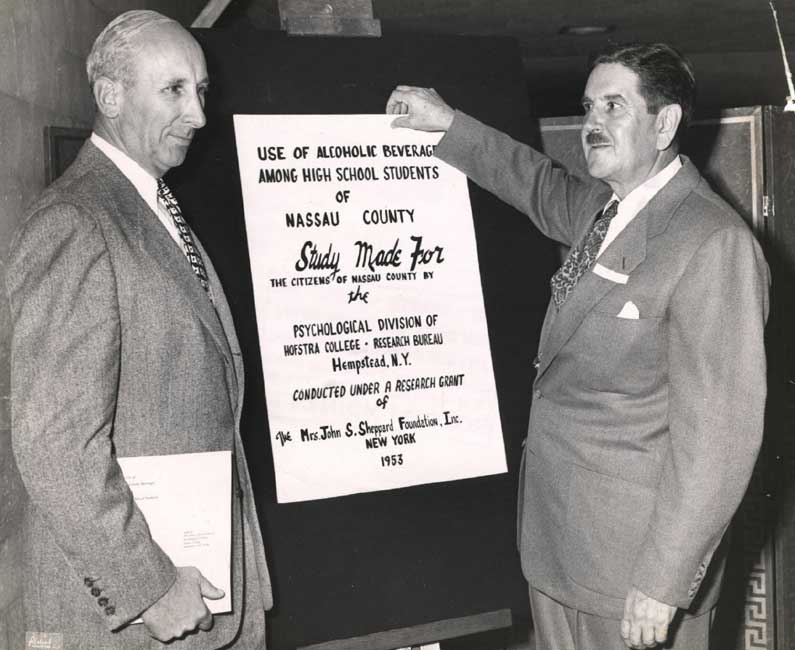 USE OF ALCOHOLIC BEVERAGE
AMONG HIGH SCHOOL STUDENTS
OF
NASSAU COUNTY
Study Made For
THE CITIZENS OF NASSAU COUNTY BY
the
PSYCHOLOGICAL DIVISION OF
HOFSTRA COLLEGE - RESEARCH BUREAU
Hempstead, N.Y.
CONDUCTED UNDER A RESEARCH GRANT
of
The Mrs. John S. Sheppard Foundation, Inc.
NEW YORK
1953